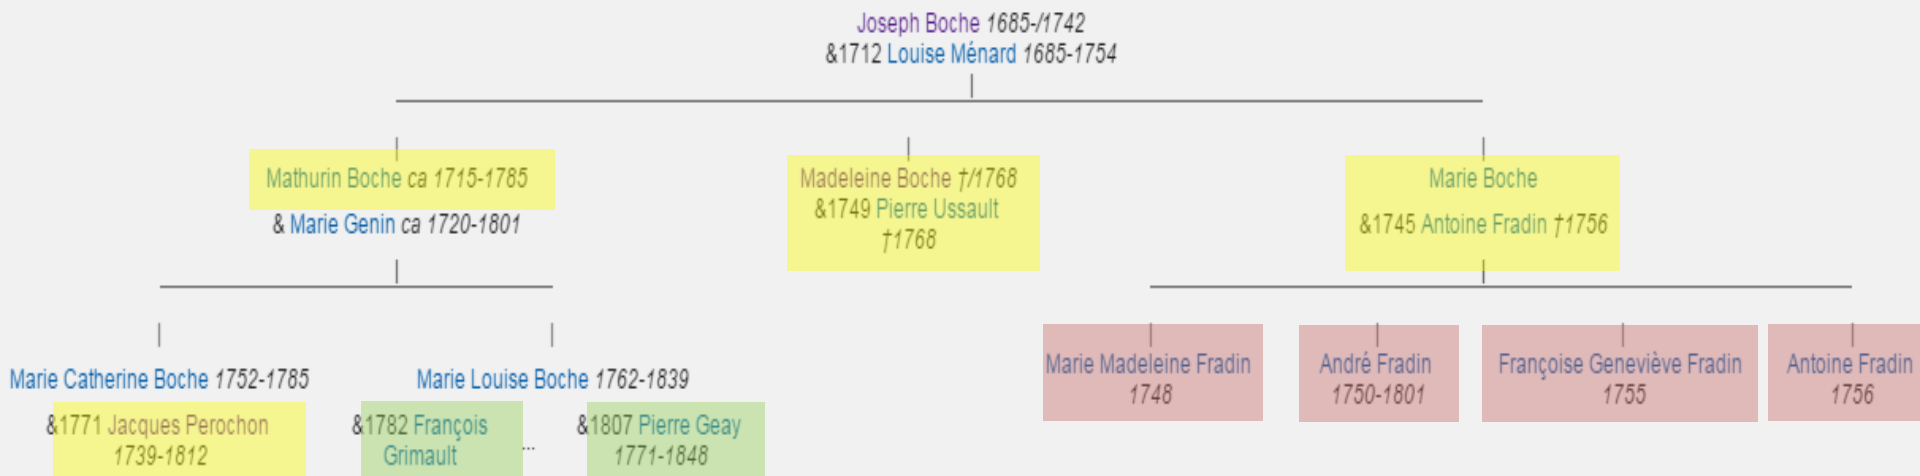 Joseph Boche 1685-/1742
&1712 Louise Ménard 1685-1754
Mathurin Boche ca 1715-1785
& Marie Genin ca 1720-1801
Madeleine Boche †/1768
&1749 Pierre Ussault
†1768
Marie Boche
&1745 Antoine Fradin †1756
Marie Catherine Boche 1752-1785
&1771 Jacques Perochon
1739-1812
Marie Louise Boche 1762-1839
&1782 François
Grimault
...
&1807 Pierre Geay
1771-1848
Marie Madeleine Fradin
1748
André Fradin
1750-1801
Françoise Geneviève Fradin
1755
Antoine Fradin
1756